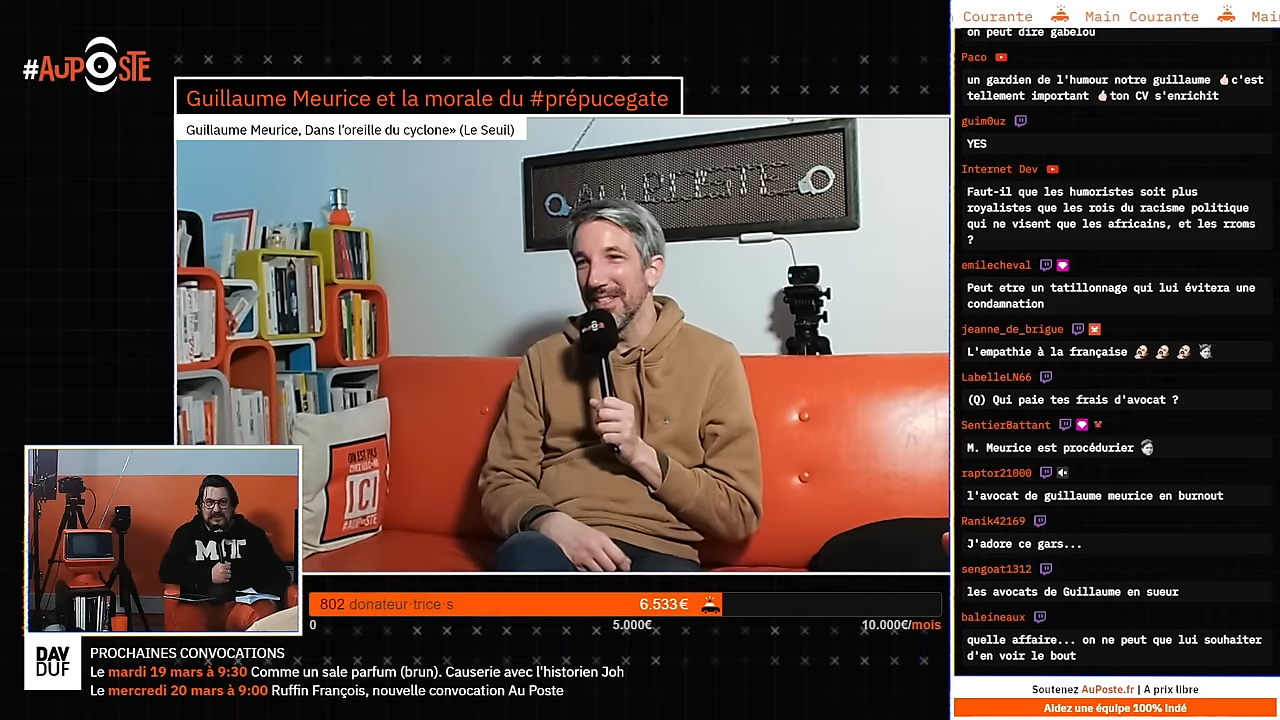 #AUPOSTE
Guillaume Meurice et la morale du #prépucegate
Guillaume Meurice, Dans l'oreille du cyclone» (Le Seuil)
AU POSTE
ON EST PAS
ICI
#AUPOSTE
MIT
802 donateur·trice·s 6.533€
0 5.000€ 10.000€/mois
DAV
DUF
PROCHAINES CONVOCATIONS
Le mardi 19 mars à 9:30 Comme un sale parfum (brun). Causerie avec l'historien Joh
Le mercredi 20 mars à 9:00 Ruffin François, nouvelle convocation Au Poste
Courante Main Courante Mai
on peut dire gabelou
Paco
un gardien de l'humour notre guillaume 👍🏻c'est
tellement important 👍🏻ton CV s'enrichit
guim0uz
YES
Internet Dev
Faut-il que les humoristes soit plus
royalistes que les rois du racisme politique
qui ne visent que les africains, et les rroms
?
emilecheval
Peut etre un tatillonnage qui lui évitera une
condamnation
jeanne_de_brigue
L'empathie à la française
LabelleLN66
(Q) Qui paie tes frais d'avocat ?
SentierBattant
M. Meurice est procédurier
raptor21000
l'avocat de guillaume meurice en burnout
Ranik42169
J'adore ce gars...
sengoat1312
les avocats de Guillaume en sueur
baleineaux
quelle affaire... on ne peut que lui souhaiter
d'en voir le bout
Soutenez AuPoste.fr | A prix libre
Aidez une équipe 100% indé